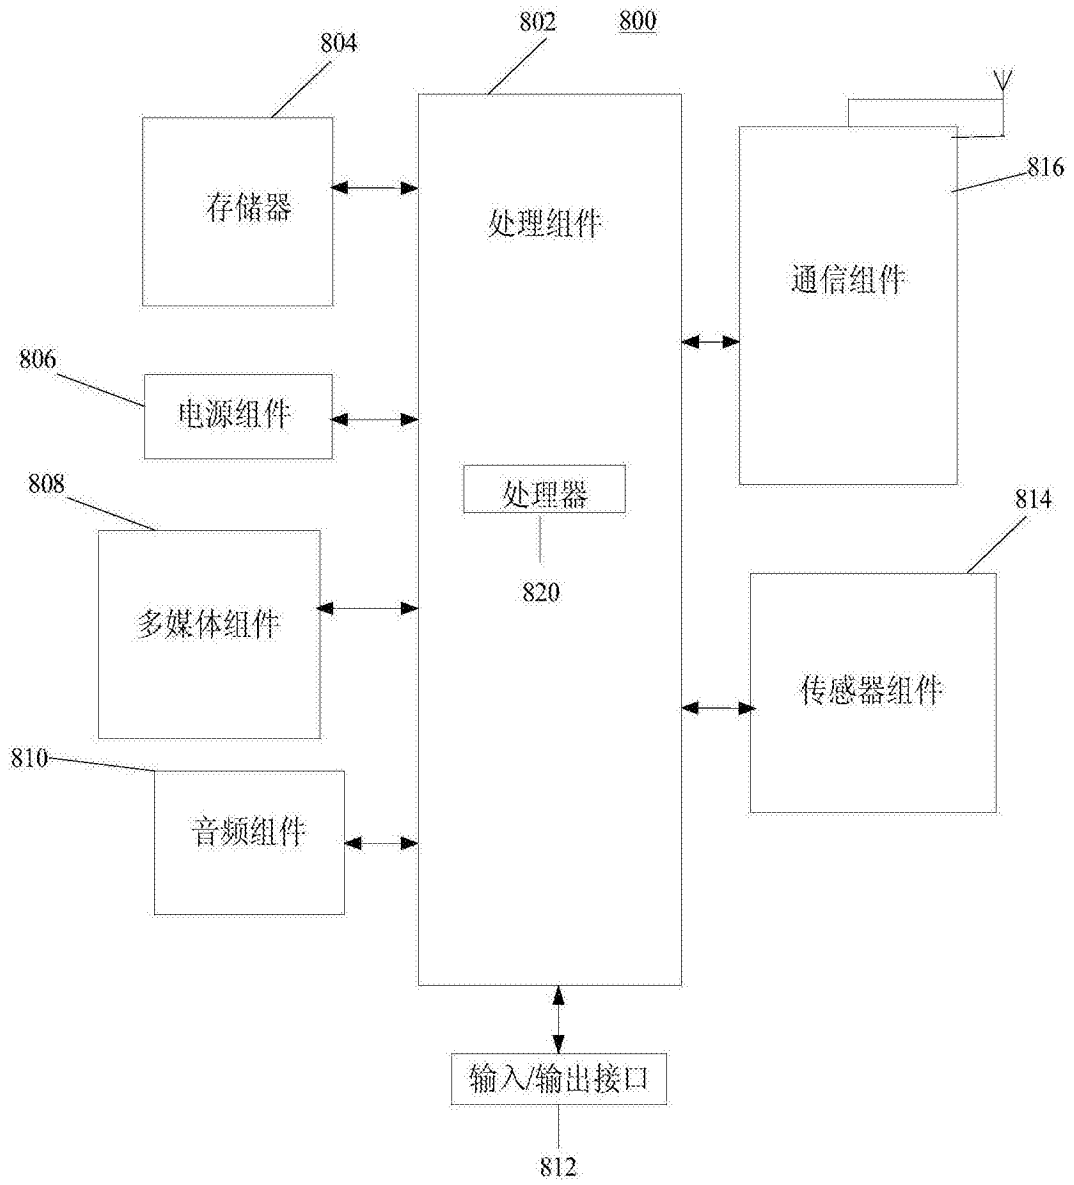 802
800
804
816
存储器
处理组件
通信组件
806
电源组件
808
处理器
814
820
多媒体组件
传感器组件
810
音频组件
输入/输出接口
812